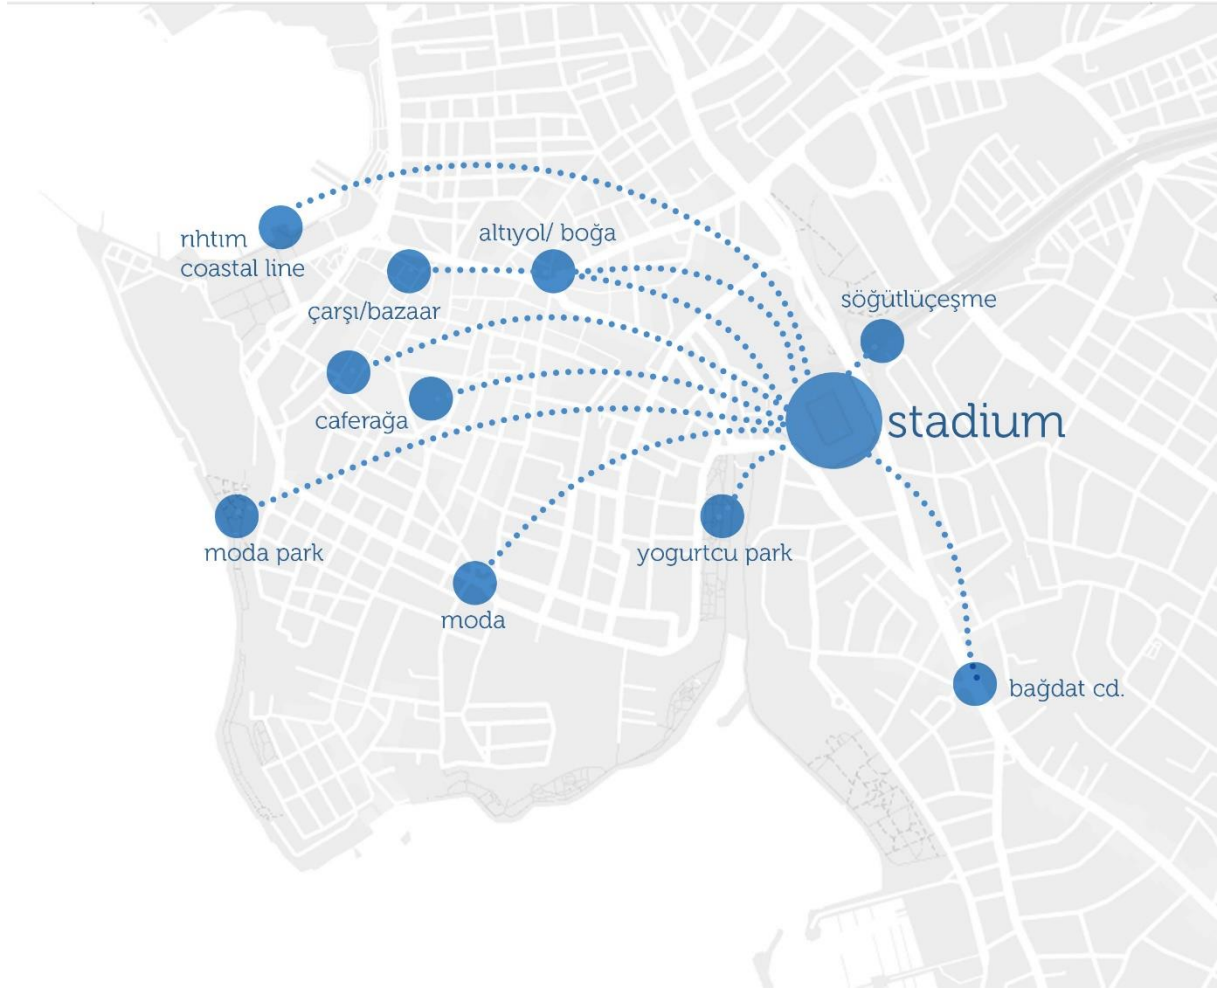 altıyol/ boğa
rıhtım
coastal line
söğütlüçeşme
çarşı/bazaar
caferağa
stadium
moda park
yogurtcu park
moda
bağdat cd.